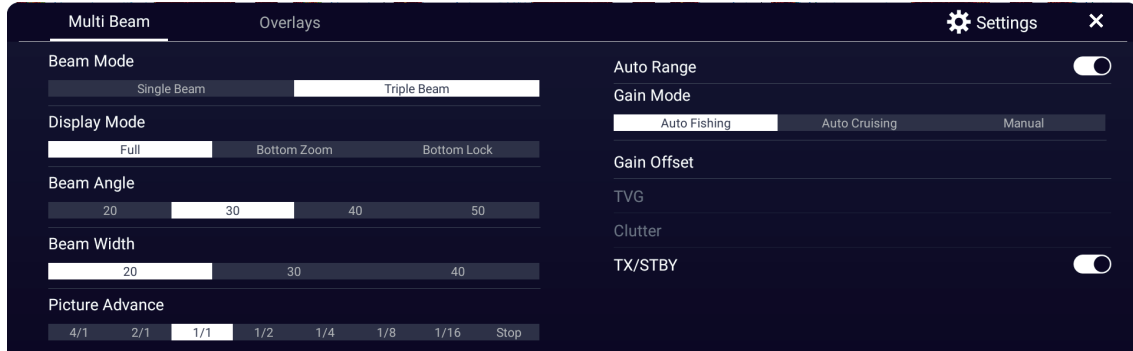 Multi Beam Overlays Settings
Beam Mode
Single Beam Triple Beam
Display Mode
Full Bottom Zoom Bottom Lock
Beam Angle
20 30 40 50
Beam Width
20 30 40
Picture Advance
4/1 2/1 1/1 1/2 1/4 1/8 1/16 Stop
Auto Range
Gain Mode
Auto Fishing Auto Cruising Manual
Gain Offset
TVG
Clutter
TX/STBY